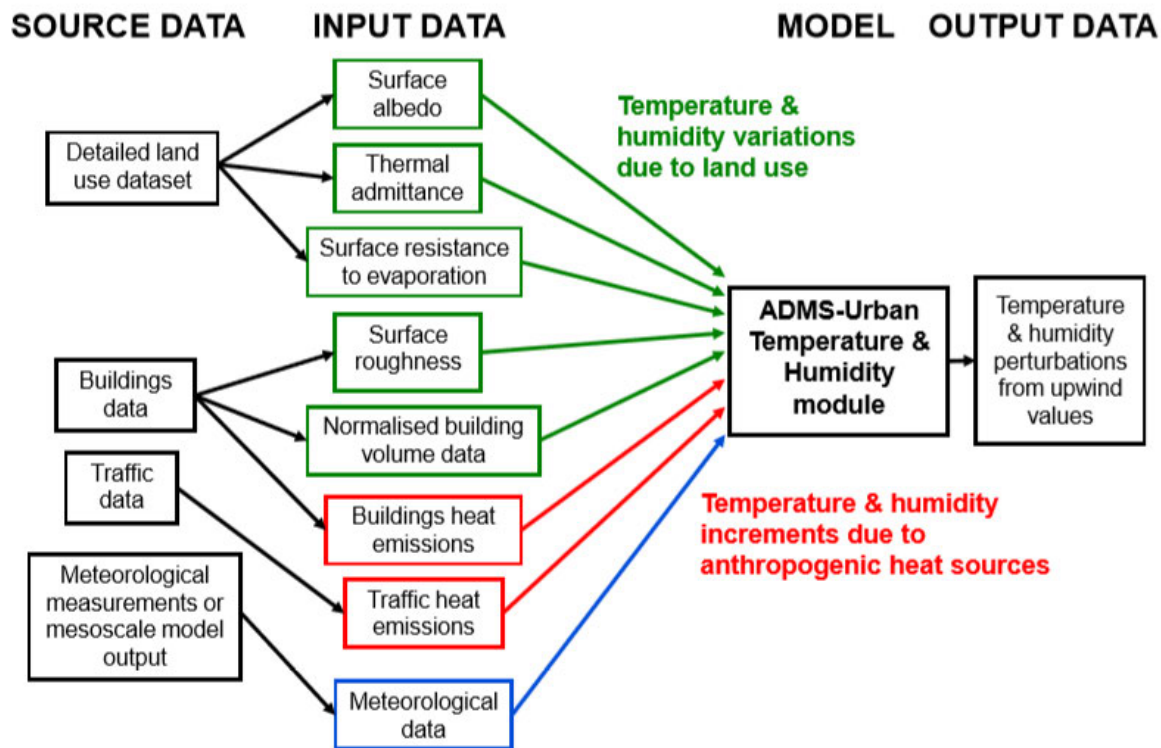 SOURCE DATA
INPUT DATA
MODEL
OUTPUT DATA
Detailed land
use dataset
Buildings
data
Traffic
data
Meteorological
measurements or
mesoscale model
output
Surface
albedo
Thermal
admittance
Surface resistance
to evaporation
Surface
roughness
Normalised building
volume data
Buildings heat
emissions
Traffic heat
emissions
Meteorological
data
Temperature &
humidity variations
due to land use
ADMS-Urban
Temperature &
Humidity
module
Temperature & humidity
increments due to
anthropogenic heat sources
Temperature
& humidity
perturbations
from upwind
values